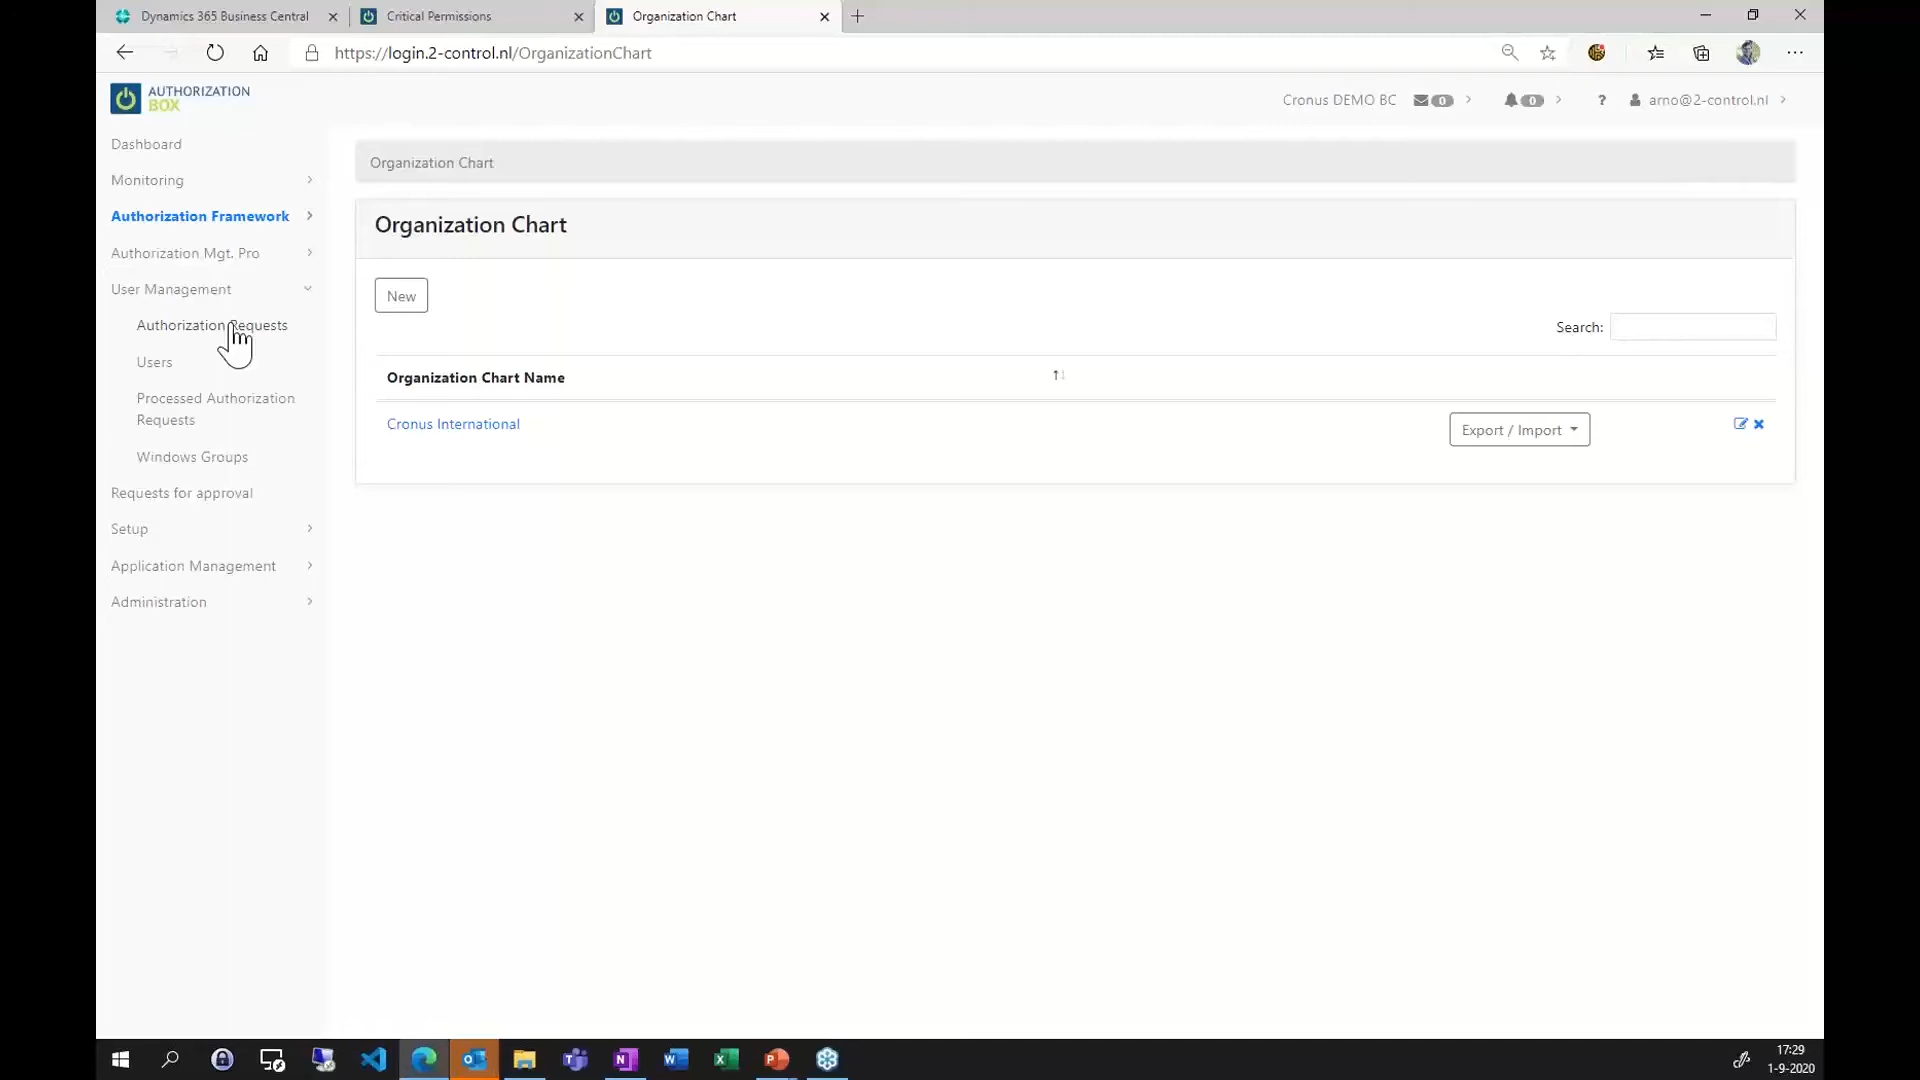 Dynamics 365 Business Central
Critical Permissions
Organization Chart
https://login.2-control.nl/OrganizationChart
AUTHORIZATION
BOX
Cronus DEMO BC
0
0
?
arno@2-control.nl
Dashboard
Monitoring
Authorization Framework
Authorization Mgt. Pro
User Management
Authorization Requests
Users
Processed Authorization
Requests
Windows Groups
Requests for approval
Setup
Application Management
Administration
Organization Chart
Organization Chart
New
Search:
Organization Chart Name
Cronus International
Export / Import
17:29
1-9-2020